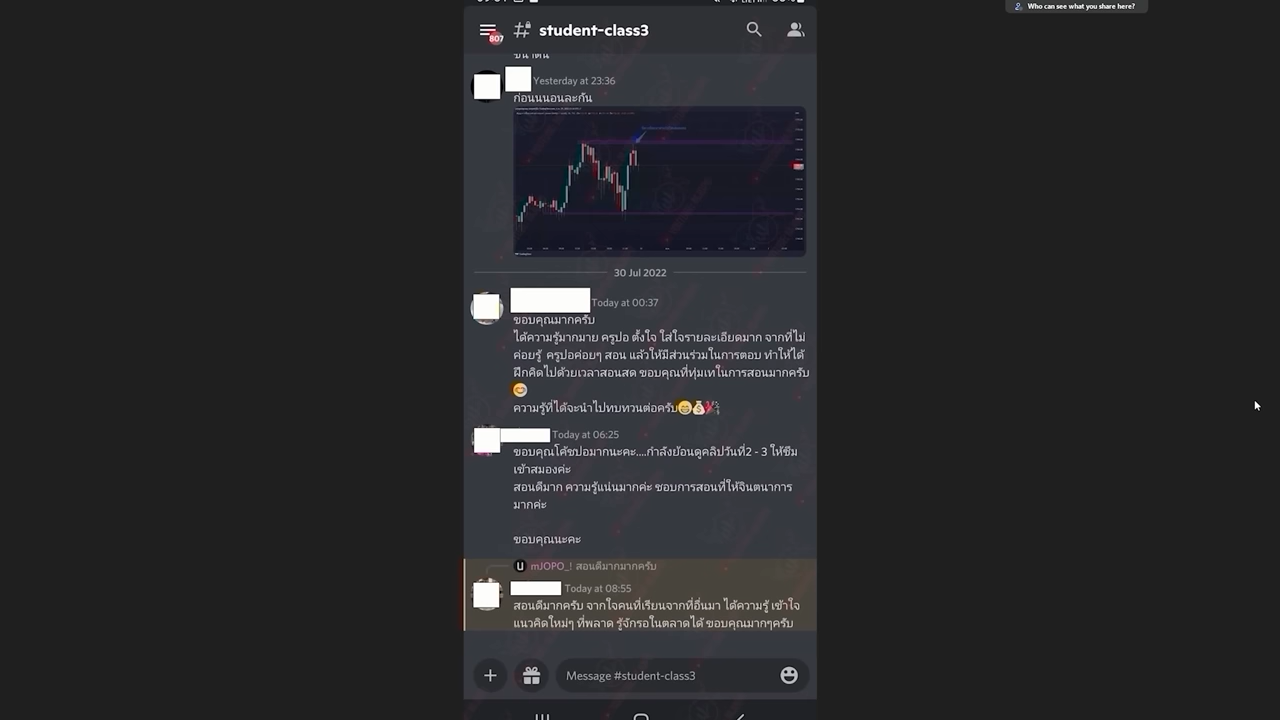 Who can see what you share here?
807
student-class3
Yesterday at 23:36
ก่อนนนอนละกัน
30 Jul 2022
Today at 00:37
ขอบคุณมากครับ
ได้ความรู้มากมาย ครูปอ ตั้งใจ ใส่ใจรายละเอียดมาก จากที่ไม่
ค่อยรู้ ครูปอค่อยๆ สอน แล้วให้มีส่วนร่วมในการตอบ ทำให้ได้
ฝึกคิดไปด้วยเวลาสอนสด ขอบคุณที่ทุ่มเทในการสอนมากครับ
😁
ความรู้ที่ได้จะนำไปทบทวนต่อครับ😁💰🎉
Today at 06:25
ขอบคุณโค้ชปอมากนะคะ....กำลังย้อนดูคลิปวันที่2 - 3 ให้ซึม
เข้าสมองค่ะ
สอนดีมาก ความรู้แน่นมากค่ะ ชอบการสอนที่ให้จินตนาการ
มากค่ะ
ขอบคุณนะคะ
mJOPO_! สอนดีมากมากครับ
Today at 08:55
สอนดีมากครับ จากใจคนที่เรียนจากที่อื่นมา ได้ความรู้ เข้าใจ
แนวคิดใหม่ๆ ที่พลาด รู้จักรอในตลาดได้ ขอบคุณมากๆครับ
Message #student-class3